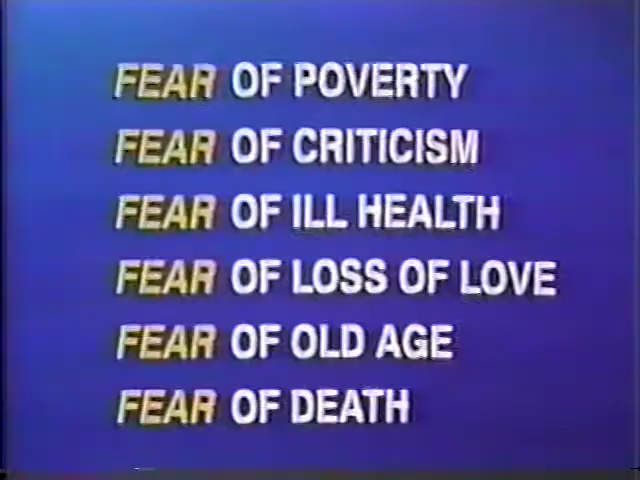 FEAR OF POVERTY
FEAR OF CRITICISM
FEAR OF ILL HEALTH
FEAR OF LOSS OF LOVE
FEAR OF OLD AGE
FEAR OF DEATH